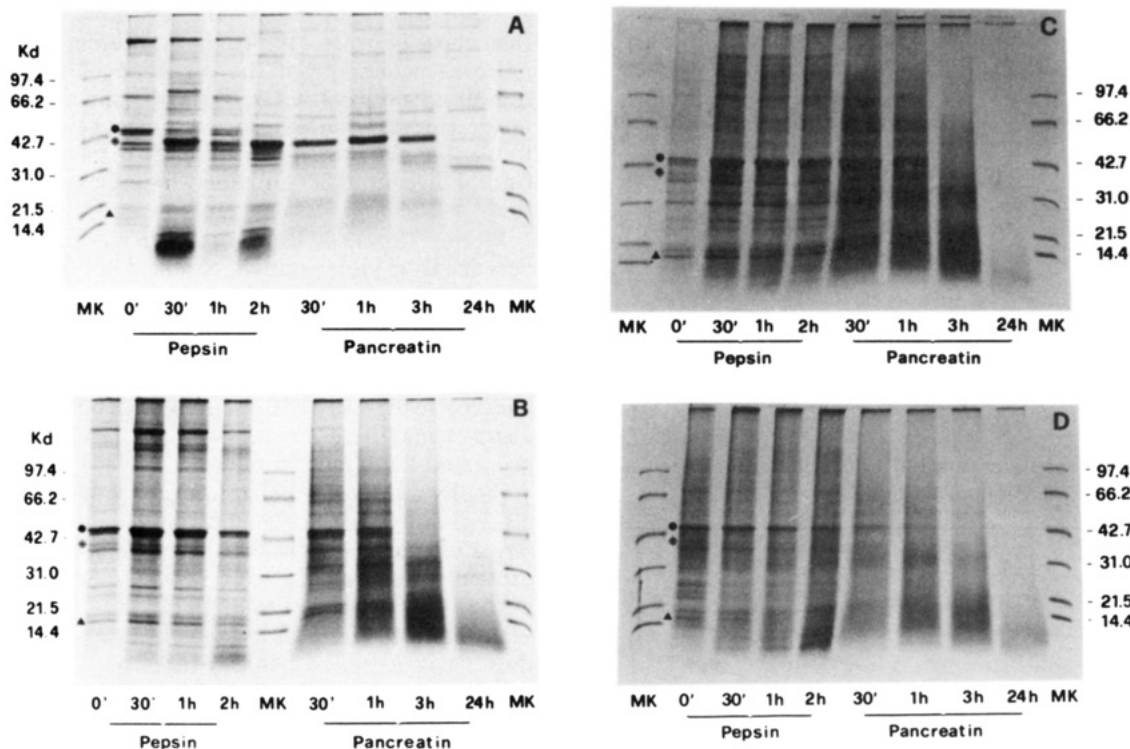 A
Kd
97.4
66.2
42.7
31.0
21.5
14.4
MK 0' 30' 1h 2h 30' 1h 3h 24h MK
Pepsin Pancreatin
C
97.4
66.2
42.7
31.0
21.5
14.4
MK 0' 30' 1h 2h 30' 1h 3h 24h MK
Pepsin Pancreatin
B
Kd
97.4
66.2
42.7
31.0
21.5
14.4
0' 30' 1h 2h MK 30' 1h 3h 24h MK
Pepsin Pancreatin
D
97.4
66.2
42.7
31.0
21.5
14.4
MK 0' 30' 1h 2h 30' 1h 3h 24h MK
Pepsin Pancreatin